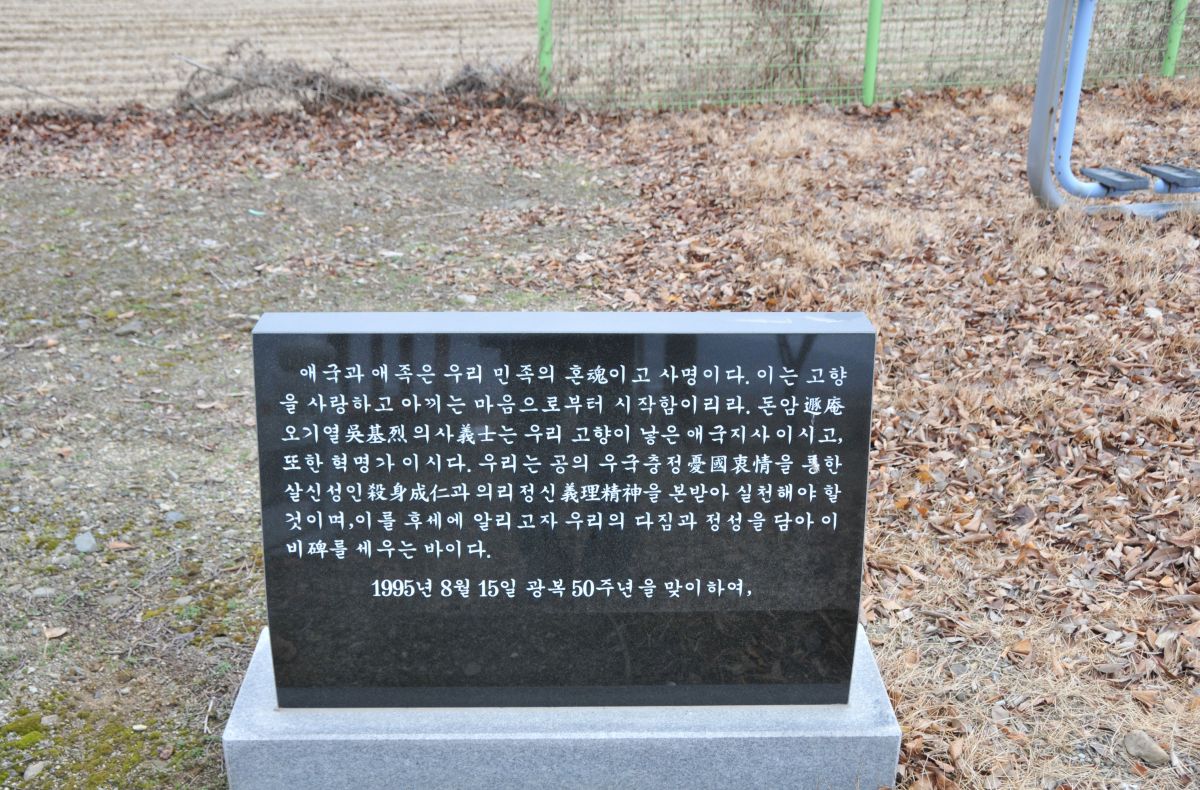 애국과 애족은 우리 민족의 혼魂이고 사명이다. 이는 고향
을 사랑하고 아끼는 마음으로부터 시작함이리라. 돈암 遯庵
오기열吳基烈의사義士는 우리 고향이 낳은 애국지사이시고,
또한 혁명가이시다. 우리는 공의 우국충정憂國衷情을 통한
살신성인殺身成仁과 의리정신義理精神을 본받아 실천해야 할
것이며,이를 후세에 알리고자 우리의 다짐과 정성을 담아 이
비碑를 세우는 바이다.
1995년 8월 15일 광복 50주년을 맞이하여,